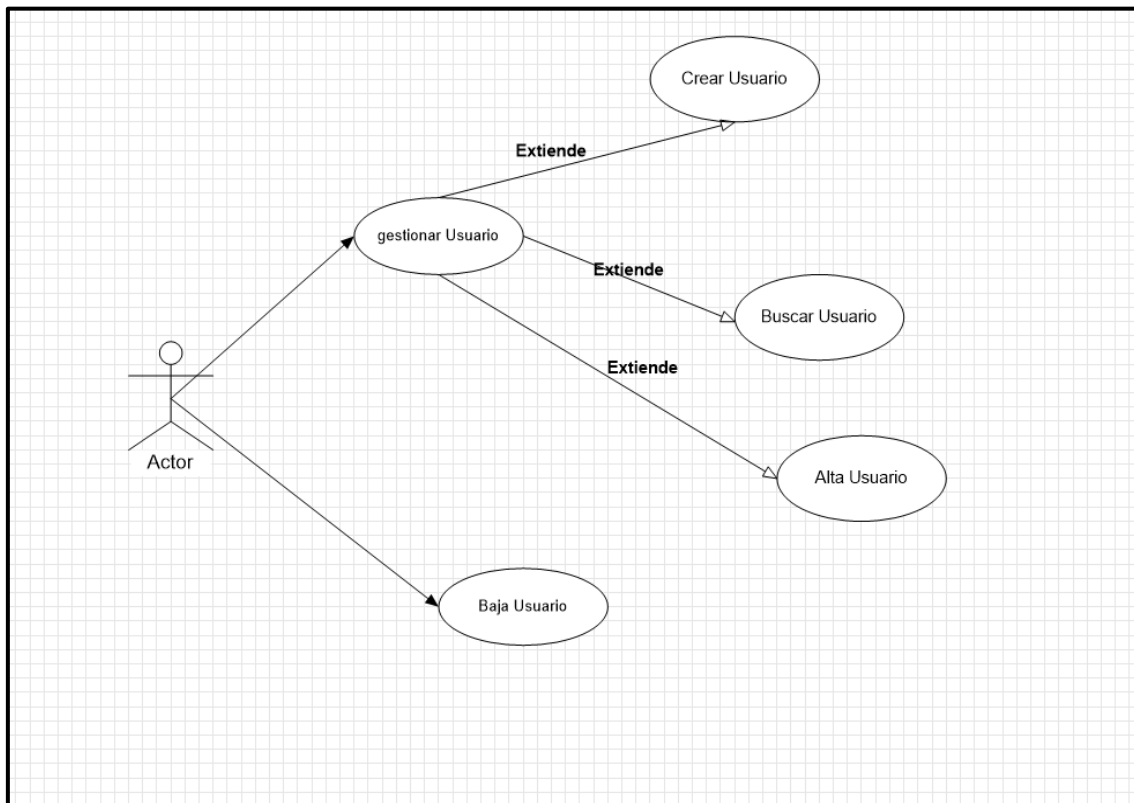 Crear Usuario
Extiende
gestionar Usuario
Extiende
Buscar Usuario
Extiende
Actor
Alta Usuario
Baja Usuario